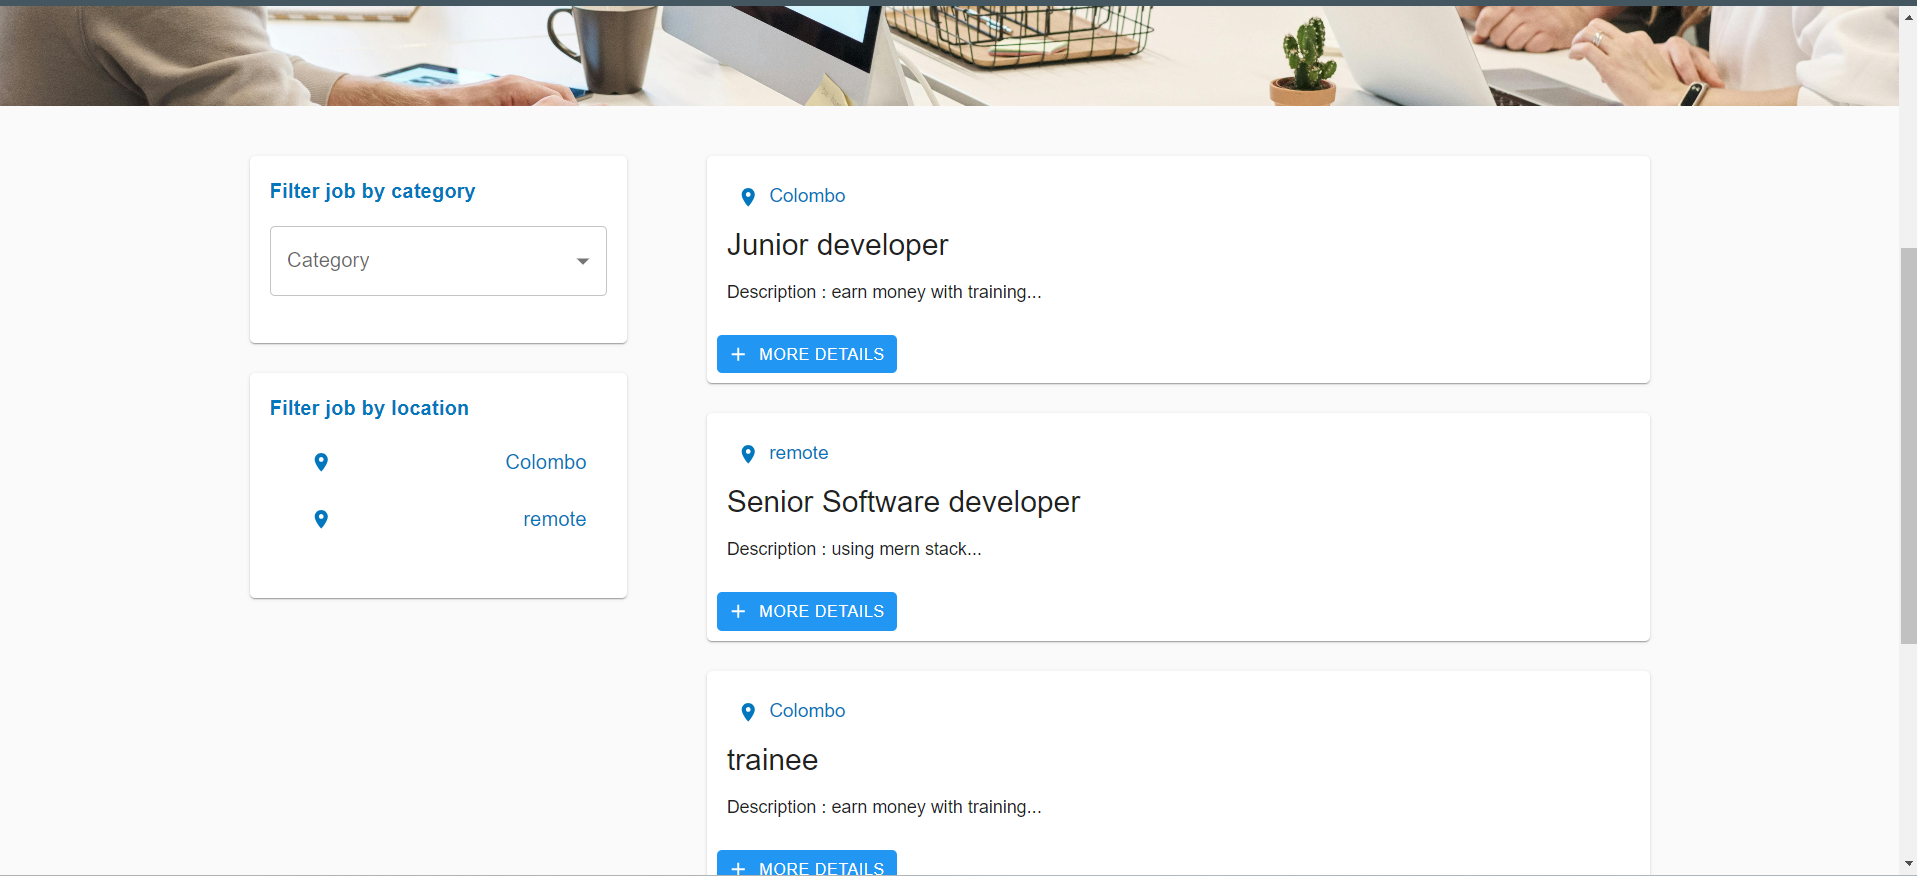 Filter job by category
Category
Filter job by location
Colombo
remote
Colombo
Junior developer
Description : earn money with training...
MORE DETAILS
remote
Senior Software developer
Description : using mern stack...
MORE DETAILS
Colombo
trainee
Description : earn money with training...
MORE DETAILS